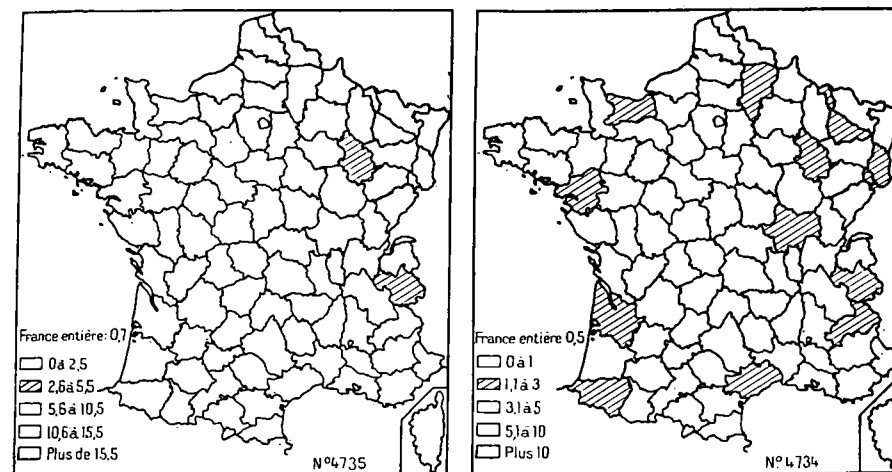 France entière: 0,7
0 à 2,5
2,6 à 5,5
5,6 à 10,5
10,6 à 15,5
Plus de 15,5
N° 4735
France entière 0,5
0 à 1
1,1 à 3
3,1 à 5
5,1 à 10
Plus 10
N° 4734